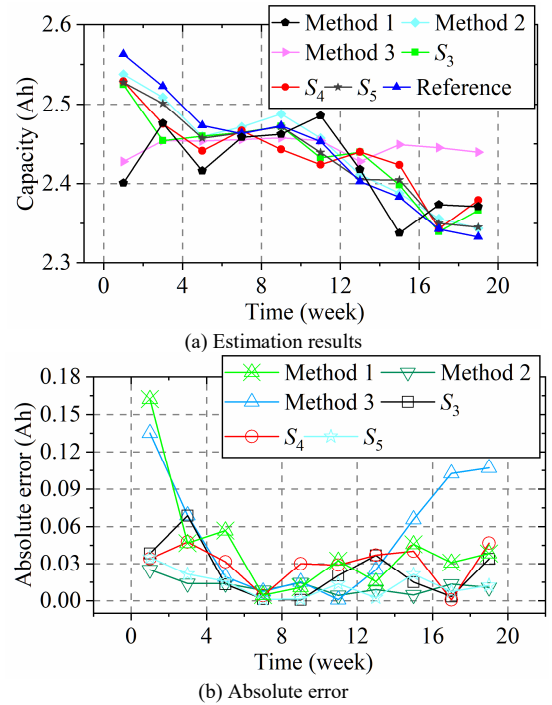 2.6
2.5
2.4
2.3
Capacity (Ah)
Method 1 Method 2
Method 3 S3
S4 S5 Reference
0 4 8 12 16 20
Time (week)
(a) Estimation results
0.18
0.15
0.12
0.09
0.06
0.03
0.00
Absolute error (Ah)
Method 1 Method 2
Method 3 S3
S4 S5
0 4 8 12 16 20
Time (week)
(b) Absolute error